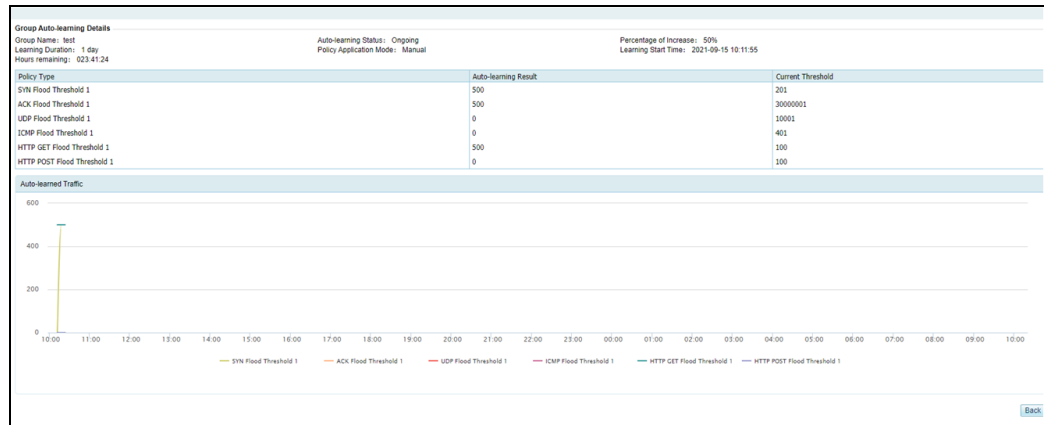 Group Auto-learning Details
Group Name: test Auto-learning Status: Ongoing Percentage of Increase: 50%
Learning Duration: 1 day Policy Application Mode: Manual Learning Start Time: 2021-09-15 10:11:55
Hours remaining: 023:41:24
Policy Type Auto-learning Result Current Threshold
SYN Flood Threshold 1 500 201
ACK Flood Threshold 1 500 30000001
UDP Flood Threshold 1 0 10001
ICMP Flood Threshold 1 0 401
HTTP GET Flood Threshold 1 500 100
HTTP POST Flood Threshold 1 0 100
Auto-learned Traffic
600
400
200
0
10:00 11:00 12:00 13:00 14:00 15:00 16:00 17:00 18:00 19:00 20:00 21:00 22:00 23:00 00:00 01:00 02:00 03:00 04:00 05:00 06:00 07:00 08:00 09:00 10:00
SYN Flood Threshold 1 ACK Flood Threshold 1 UDP Flood Threshold 1 ICMP Flood Threshold 1 HTTP GET Flood Threshold 1 HTTP POST Flood Threshold 1
Back